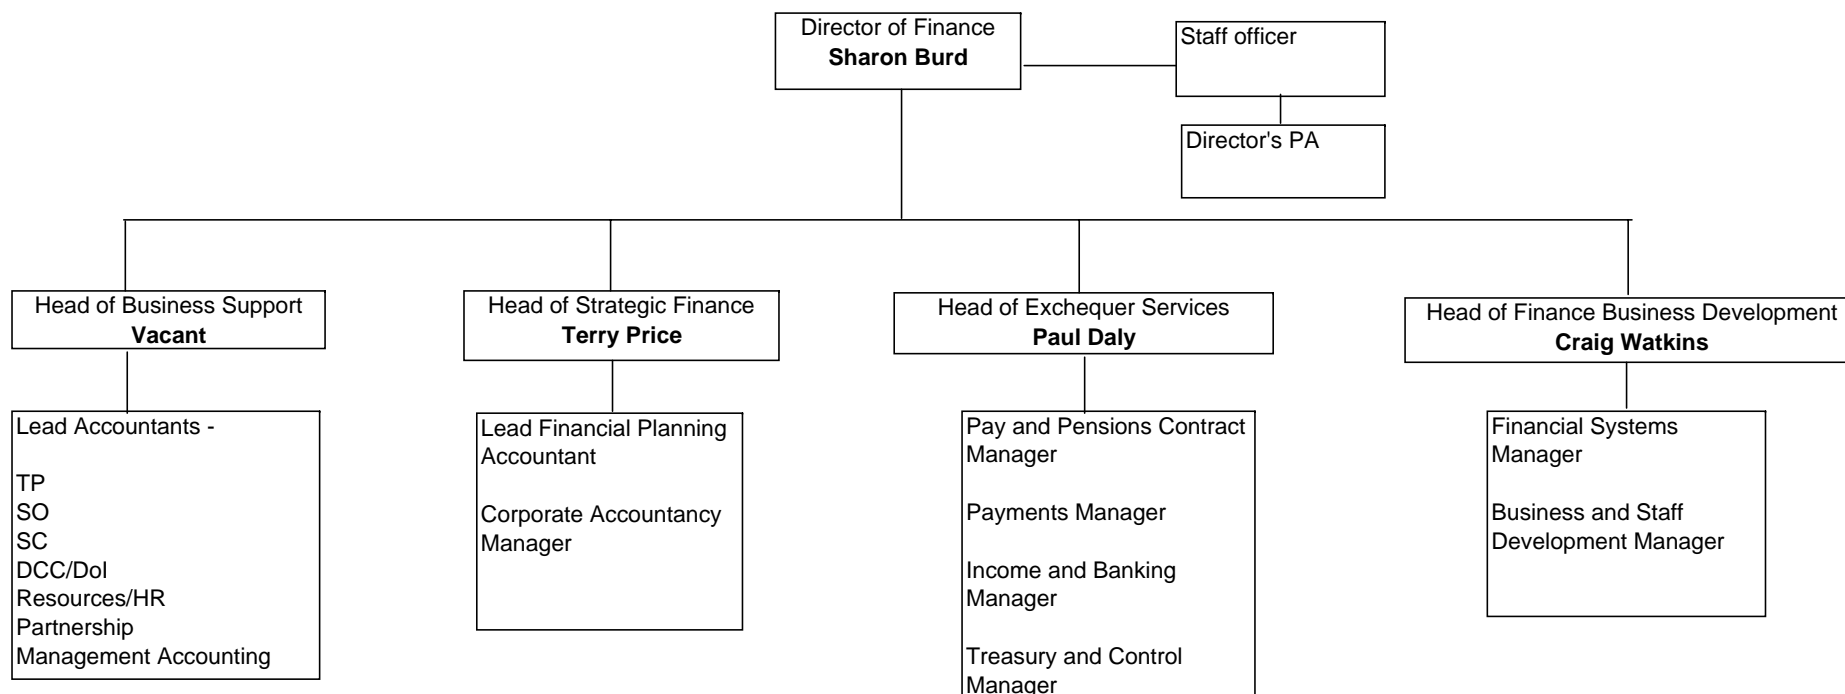 Director of Finance
Sharon Burd
Staff officer
Director's PA
Head of Business Support
Vacant
Head of Strategic Finance
Terry Price
Head of Exchequer Services
Paul Daly
Head of Finance Business Development
Craig Watkins
Lead Accountants -
TP
SO
SC
DCC/DoI
Resources/HR
Partnership
Management Accounting
Lead Financial Planning
Accountant
Corporate Accountancy
Manager
Pay and Pensions Contract
Manager
Payments Manager
Income and Banking
Manager
Treasury and Control
Manager
Financial Systems
Manager
Business and Staff
Development Manager